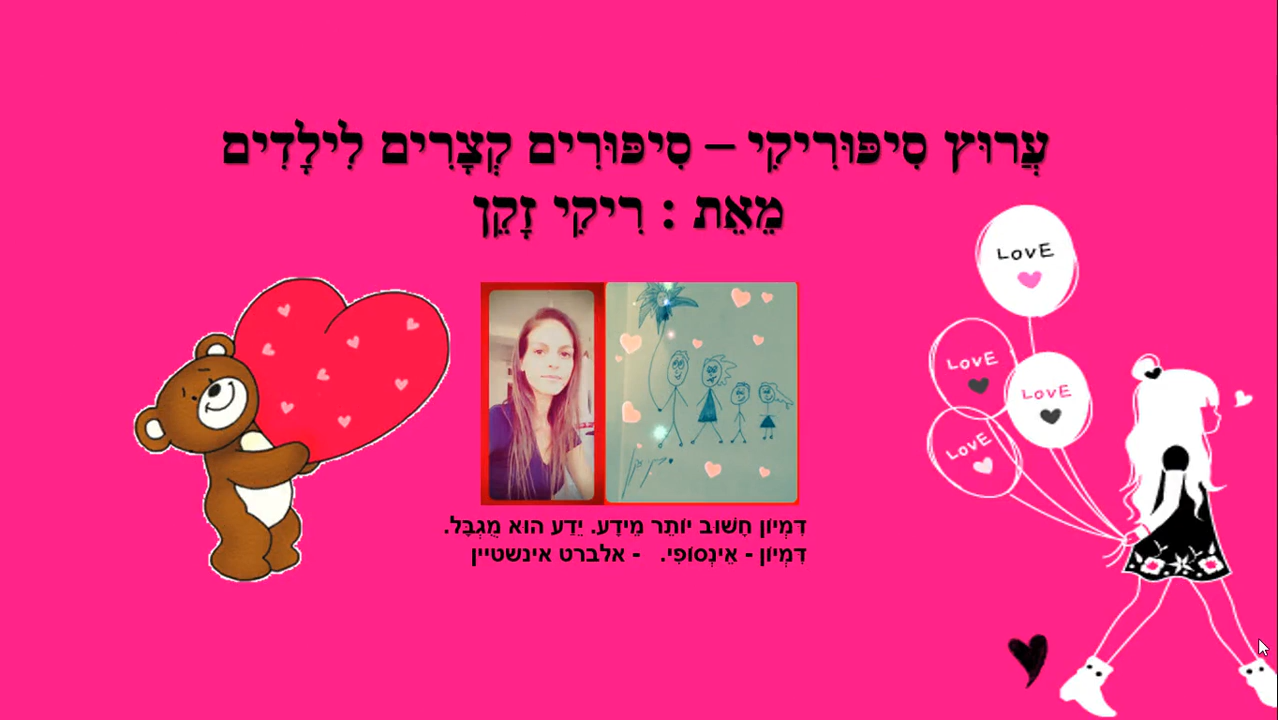 עֲרוּץ סִיפּוּרִיקִי – סִיפּוּרִים קְצָרִים לִילָדִים
מֵאֵת : רִיקִי זָקֵן
LOVE
LOVE
LOVE
LOVE
דִּמְיוֹן חָשׁוּב יוֹתֵר מֵידָע. יֵדַע הוּא מֻגְבָּל.
דִּמְיוֹן - אֵינְסוֹפִי. - אלברט אינשטיין